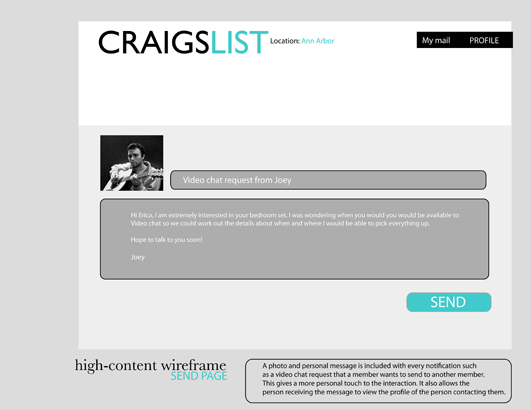 CRAIGSLIST Location: Ann Arbor My mail PROFILE
Video chat request from Joey
Hi Erica, I am extremely interested in your bedroom set. I was wondering when you would you would be available to
Video chat so we could work out the details about when and where I would be able to pick everything up.
Hope to talk to you soon!
Joey
SEND
high-content wireframe
SEND PAGE
A photo and personal message is included with every notification such
as a video chat request that a member wants to send to another member.
This gives a more personal touch to the interaction. It also allows the
person receiving the message to view the profile of the person contacting them.